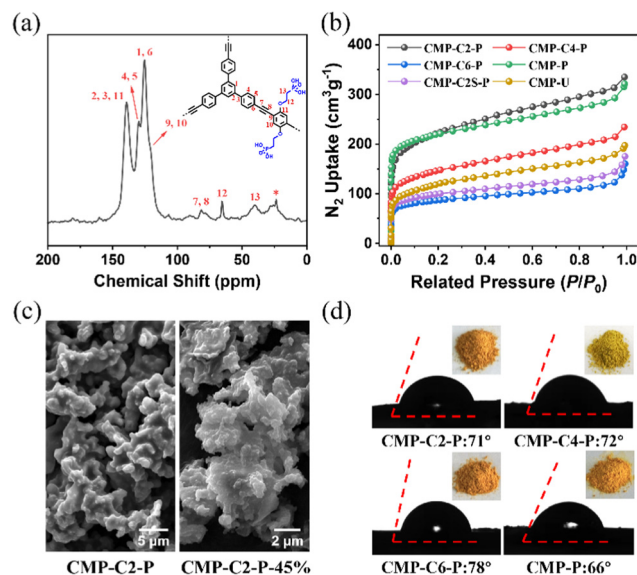 (a)
1, 6
4, 5
2, 3, 11
9, 10
7, 8
12
13
*
200 150 100 50 0
Chemical Shift (ppm)
(b)
N2 Uptake (cm3g-1)
400
300
200
100
0
CMP-C2-P CMP-C4-P
CMP-C6-P CMP-P
CMP-C2S-P CMP-U
0.0 0.2 0.4 0.6 0.8 1.0
Related Pressure (P/P0)
(c)
5 μm
2 μm
CMP-C2-P CMP-C2-P-45%
(d)
CMP-C2-P:71° CMP-C4-P:72°
CMP-C6-P:78° CMP-P:66°